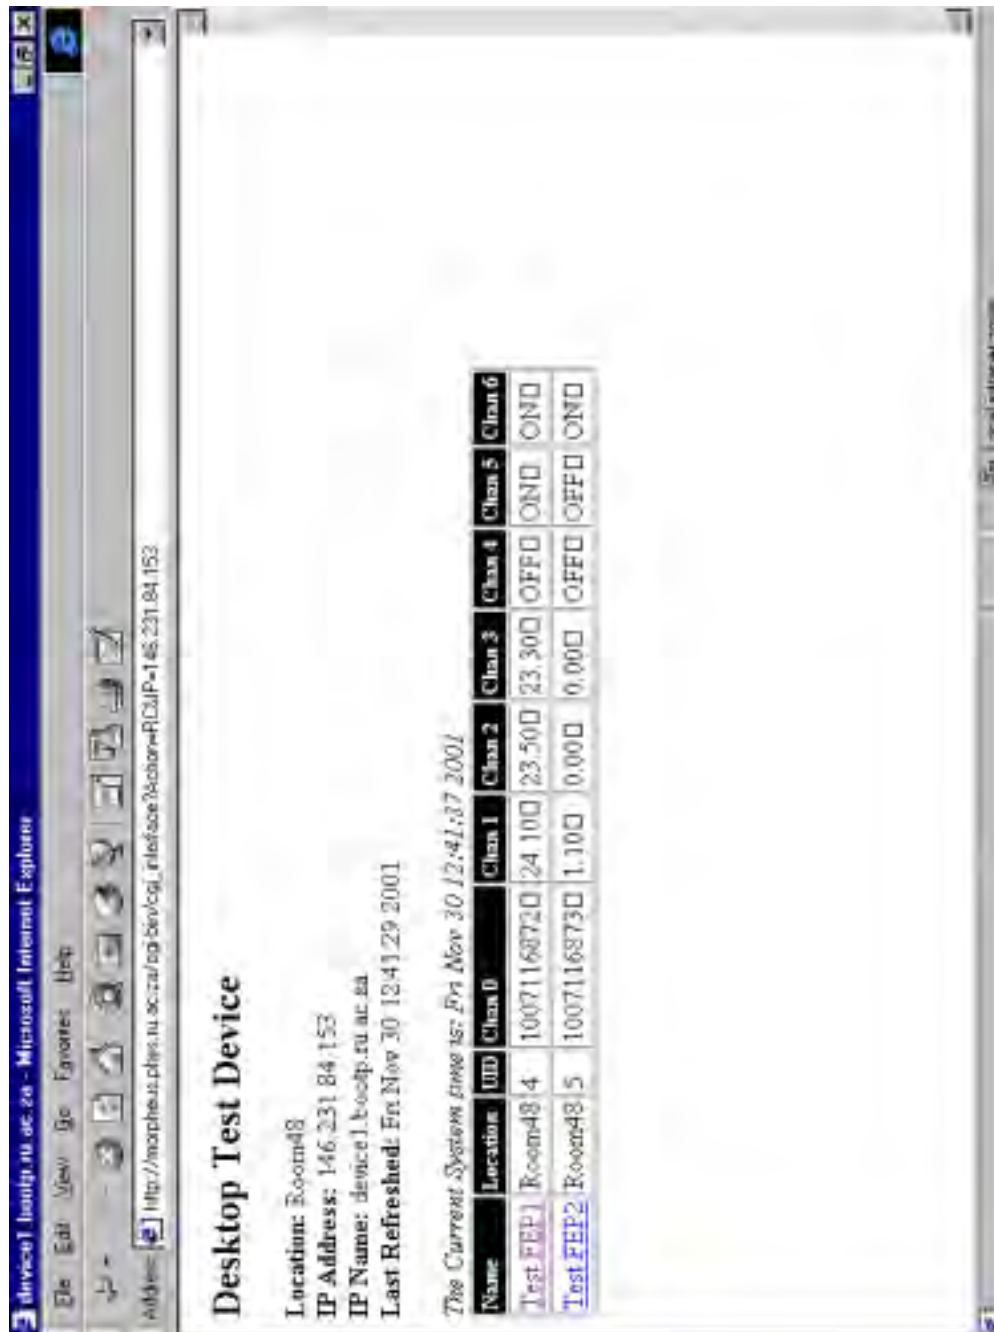 device1.bootp.ru.ac.za - Microsoft Internet Explorer
File Edit View Go Favorites Help
Address http://morpheus.phys.ru.ac.za/cgi-bin/cgi_interface?Action=RCU&IP=146.231.84.153
Desktop Test Device
Location: Room48
IP Address: 146.231.84.153
IP Name: device1.bootp.ru.ac.za
Last Refreshed: Fri Nov 30 12:41:29 2001
The Current System time is: Fri Nov 30 12:41:37 2001
Name Location UID Chan 0 Chan 1 Chan 2 Chan 3 Chan 4 Chan 5 Chan 6
Test FEP1 Room48 4 1007116872□ 24.10□ 23.50□ 23.30□ OFF□ ON□ ON□
Test FEP2 Room48 5 1007116873□ 1.10□ 0.00□ 0.00□ OFF□ OFF□ ON□